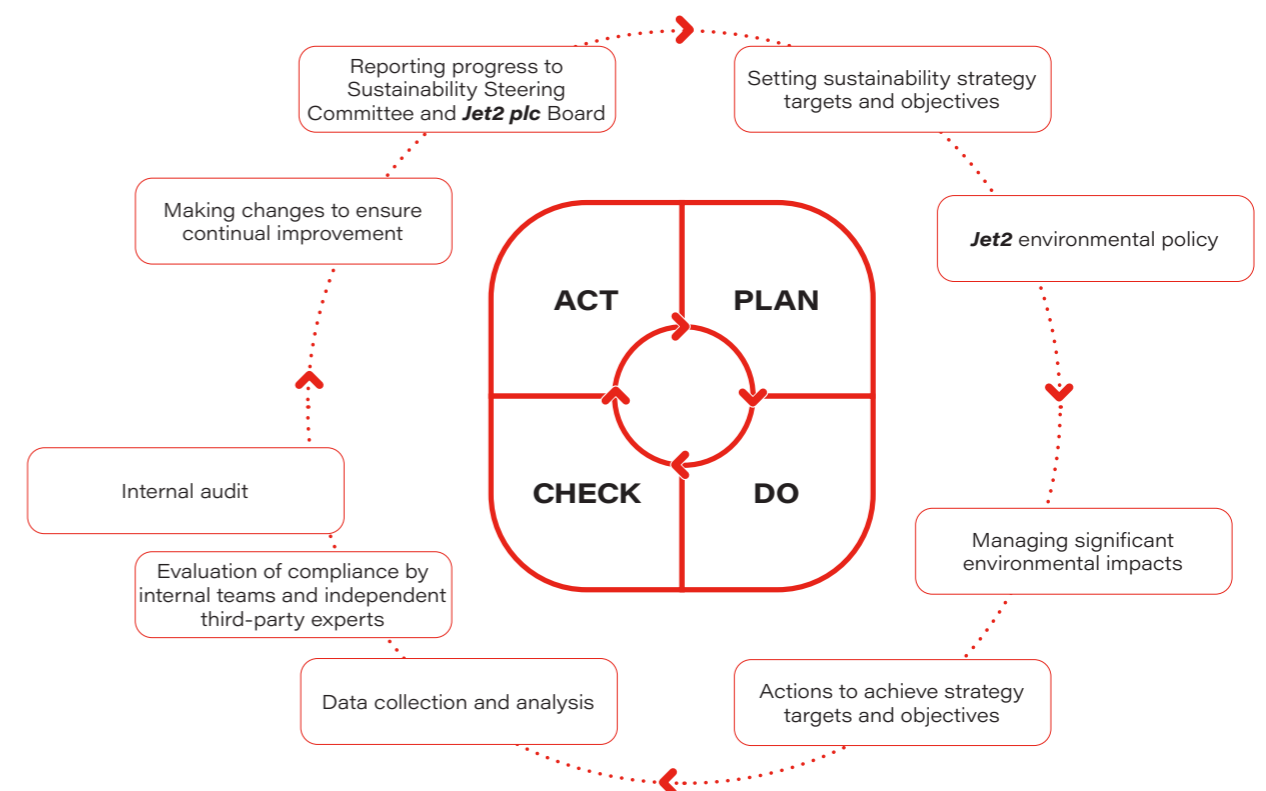 Reporting progress to
Sustainability Steering
Committee and Jet2 plc Board
Setting sustainability strategy
targets and objectives
Making changes to ensure
continual improvement
Jet2 environmental policy
ACT
PLAN
CHECK
DO
Internal audit
Managing significant
environmental impacts
Evaluation of compliance by
internal teams and independent
third-party experts
Data collection and analysis
Actions to achieve strategy
targets and objectives